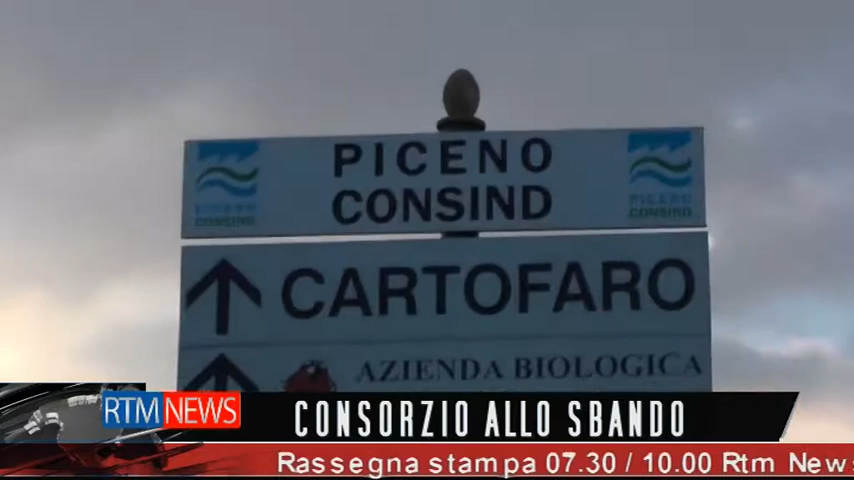 PICENO
CONSIND
PICENO
CONSIND
PICENO
CONSIND
CARTOFARO
AZIENDA BIOLOGICA
RTM NEWS
CONSORZIO ALLO SBANDO
Rassegna stampa 07.30 / 10.00 Rtm News